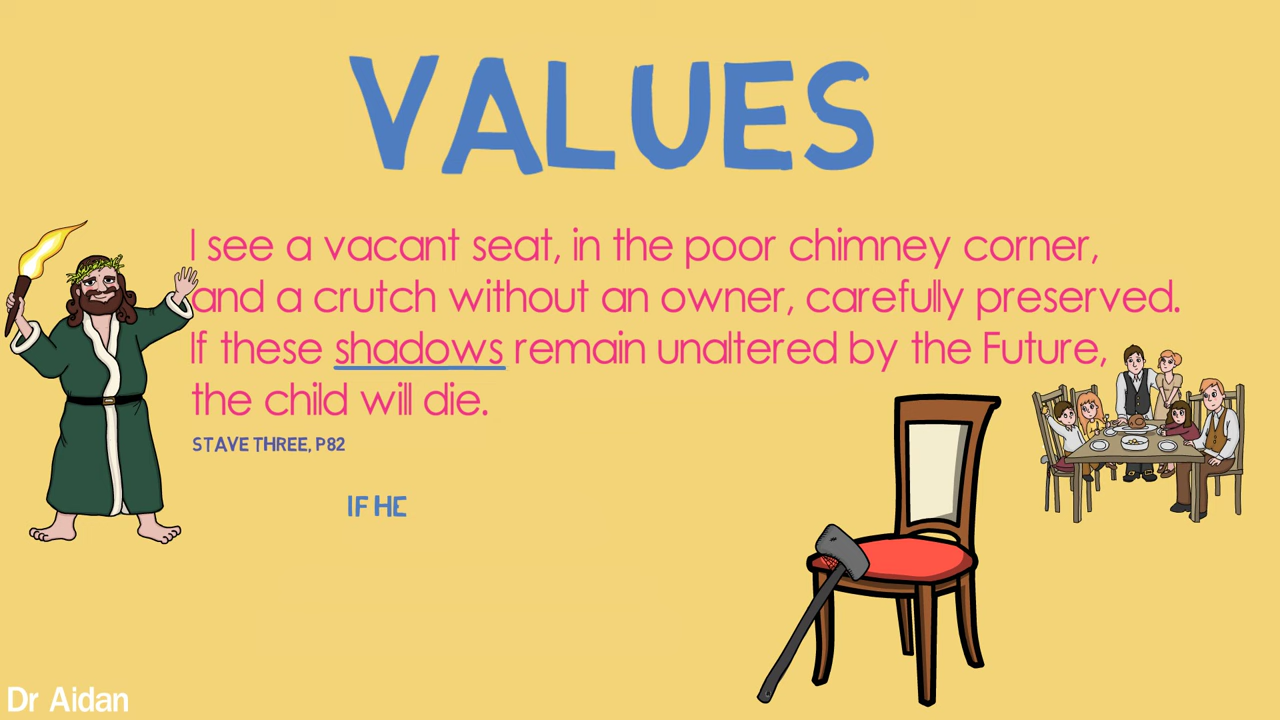 VALUES
I see a vacant seat, in the poor chimney corner,
and a crutch without an owner, carefully preserved.
If these shadows remain unaltered by the Future,
the child will die.
STAVE THREE, P82
IF HE
Dr Aidan